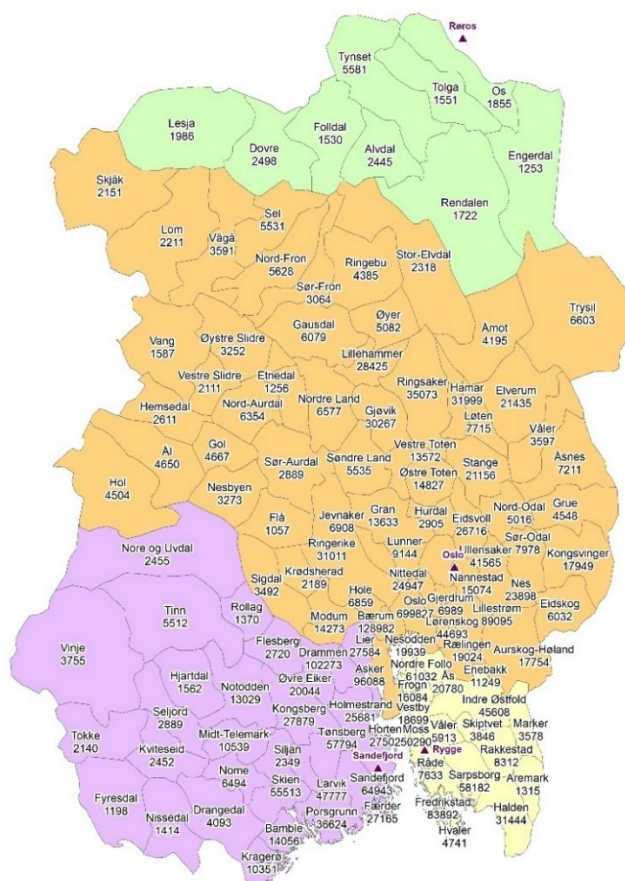 Røros
Tynset
5581
Tolga
1551
Os
1855
Lesja
1986
Folldal
1530
Dovre
2498
Alvdal
2445
Engerdal
1253
Rendalen
1722
Skjåk
2151
Lom
2211
Vågå
3591
Sel
5531
Nord-Fron
5628
Ringebu
4385
Stor-Elvdal
2318
Sør-Fron
3064
Trysil
6603
Øyer
5082
Åmot
4195
Gausdal
6079
Vang
1587
Øystre Slidre
3252
Lillehammer
28425
Vestre Slidre
2111
Etnedal
1256
Ringsaker
35073
Hamar
31999
Elverum
21435
Hemsedal
2611
Nord-Aurdal
6354
Nordre Land
6577
Gjøvik
30267
Løten
7715
Våler
3597
Ål
4650
Gol
4667
Søndre Land
5535
Vestre Toten
13572
Stange
21156
Åsnes
7211
Sør-Aurdal
2889
Østre Toten
14827
Hol
4504
Nesbyen
3273
Jevnaker
6908
Gran
13633
Hurdal
2905
Eidsvoll
26716
Nord-Odal
5016
Grue
4548
Flå
1057
Ringerike
31011
Lunner
9144
Oslo
Ullensaker
41565
Sør-Odal
7978
Kongsvinger
17949
Nore og Uvdal
2455
Krødsherad
2189
Sigdal
3492
Nittedal
24947
Nannestad
15074
Nes
23898
Hole
6859
Oslo
699827
Gjerdrum
6989
Lillestrøm
89095
Eidskog
6032
Tinn
5512
Rollag
1370
Modum
14273
Bærum
128982
Lørenskog
44693
Vinje
3755
Flesberg
2720
Drammen
102273
Lier
27584
Nesodden
19939
Rælingen
19024
Aurskog-Høland
17754
Hjartdal
1562
Notodden
13029
Øvre Eiker
20044
Asker
96088
Nordre Follo
61032
Enebakk
11249
Ås
20780
Frogn
16084
Seljord
2889
Kongsberg
27879
Holmestrand
25681
Vestby
18699
Indre Østfold
45608
Tokke
2140
Kviteseid
2452
Midt-Telemark
10539
Siljan
2349
Tønsberg
57794
Horten
27502
Moss
50290
Våler
5913
Skiptvet
3846
Marker
3578
Sandefjord
Rygge
Rakkestad
8312
Nome
6494
Skien
55513
Larvik
47777
Sandefjord
64943
Råde
7633
Sarpsborg
58182
Aremark
1315
Fyresdal
1198
Nissedal
1414
Drangedal
4093
Porsgrunn
36624
Færder
27165
Fredrikstad
83892
Halden
31444
Bamble
14056
Hvaler
4741
Kragerø
10351